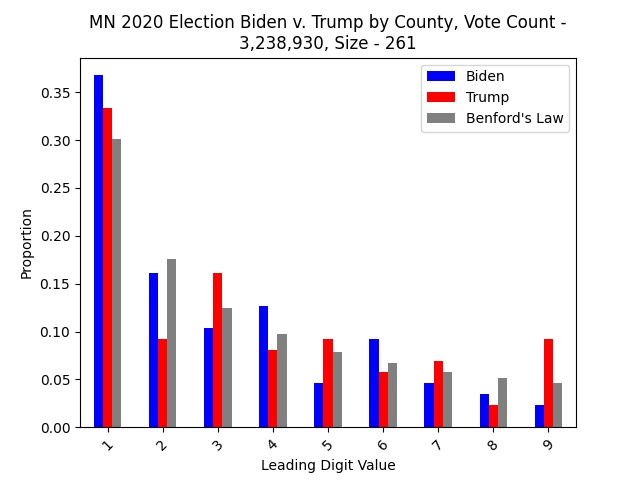 MN 2020 Election Biden v. Trump by County, Vote Count -
3,238,930, Size - 261
Biden
Trump
Benford's Law
Proportion
0.35
0.30
0.25
0.20
0.15
0.10
0.05
0.00
1 2 3 4 5 6 7 8 9
Leading Digit Value